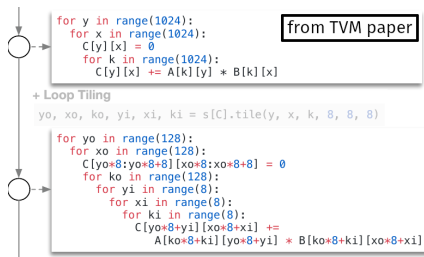 for y in range(1024):
from TVM paper
for x in range(1024):
C[y][x] = 0
for k in range(1024):
C[y][x] += A[k][y] * B[k][x]
+ Loop Tiling
yo, xo, ko, yi, xi, ki = s[C].tile(y, x, k, 8, 8, 8)
for yo in range(128):
for xo in range(128):
C[yo*8:yo*8+8][xo*8:xo*8+8] = 0
for ko in range(128):
for yi in range(8):
for xi in range(8):
for ki in range(8):
C[yo*8+yi][xo*8+xi] +=
A[ko*8+ki][yo*8+yi] * B[ko*8+ki][xo*8+xi]